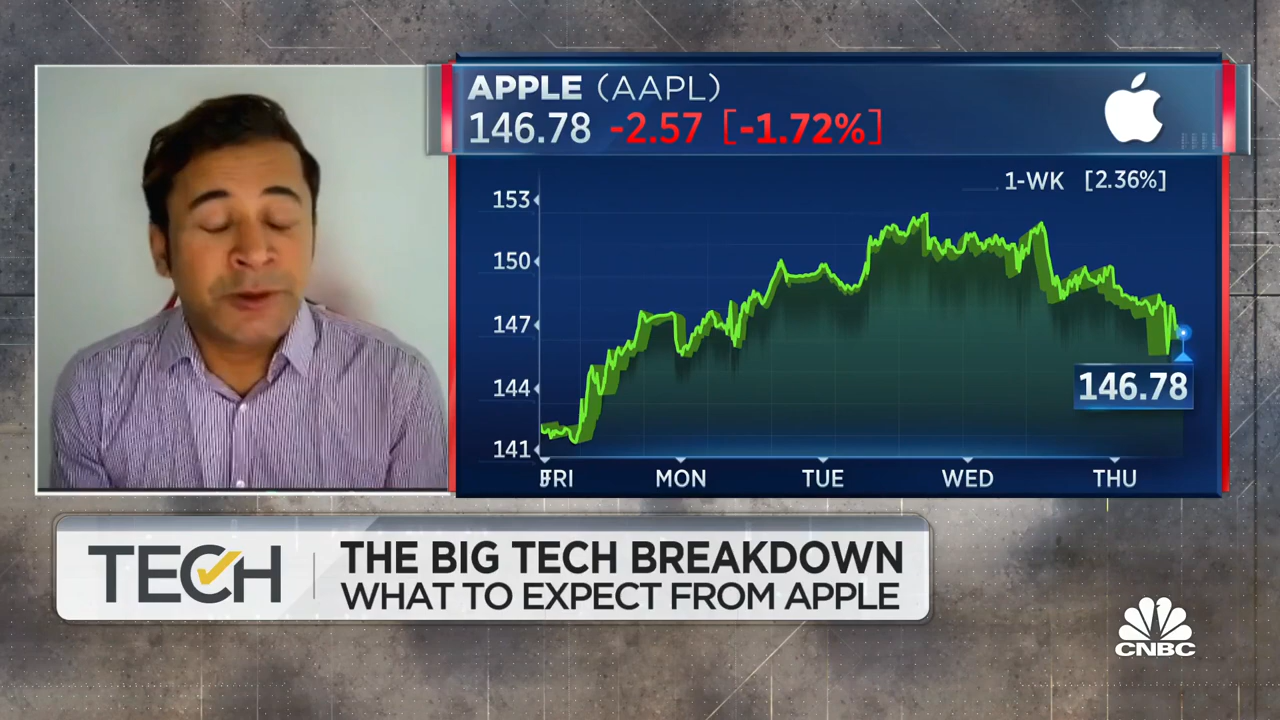 APPLE (AAPL)
146.78 -2.57 [-1.72%]
1-WK [2.36%]
153
150
147
144
141
146.78
FRI MON TUE WED THU
TECH
THE BIG TECH BREAKDOWN
WHAT TO EXPECT FROM APPLE
CNBC